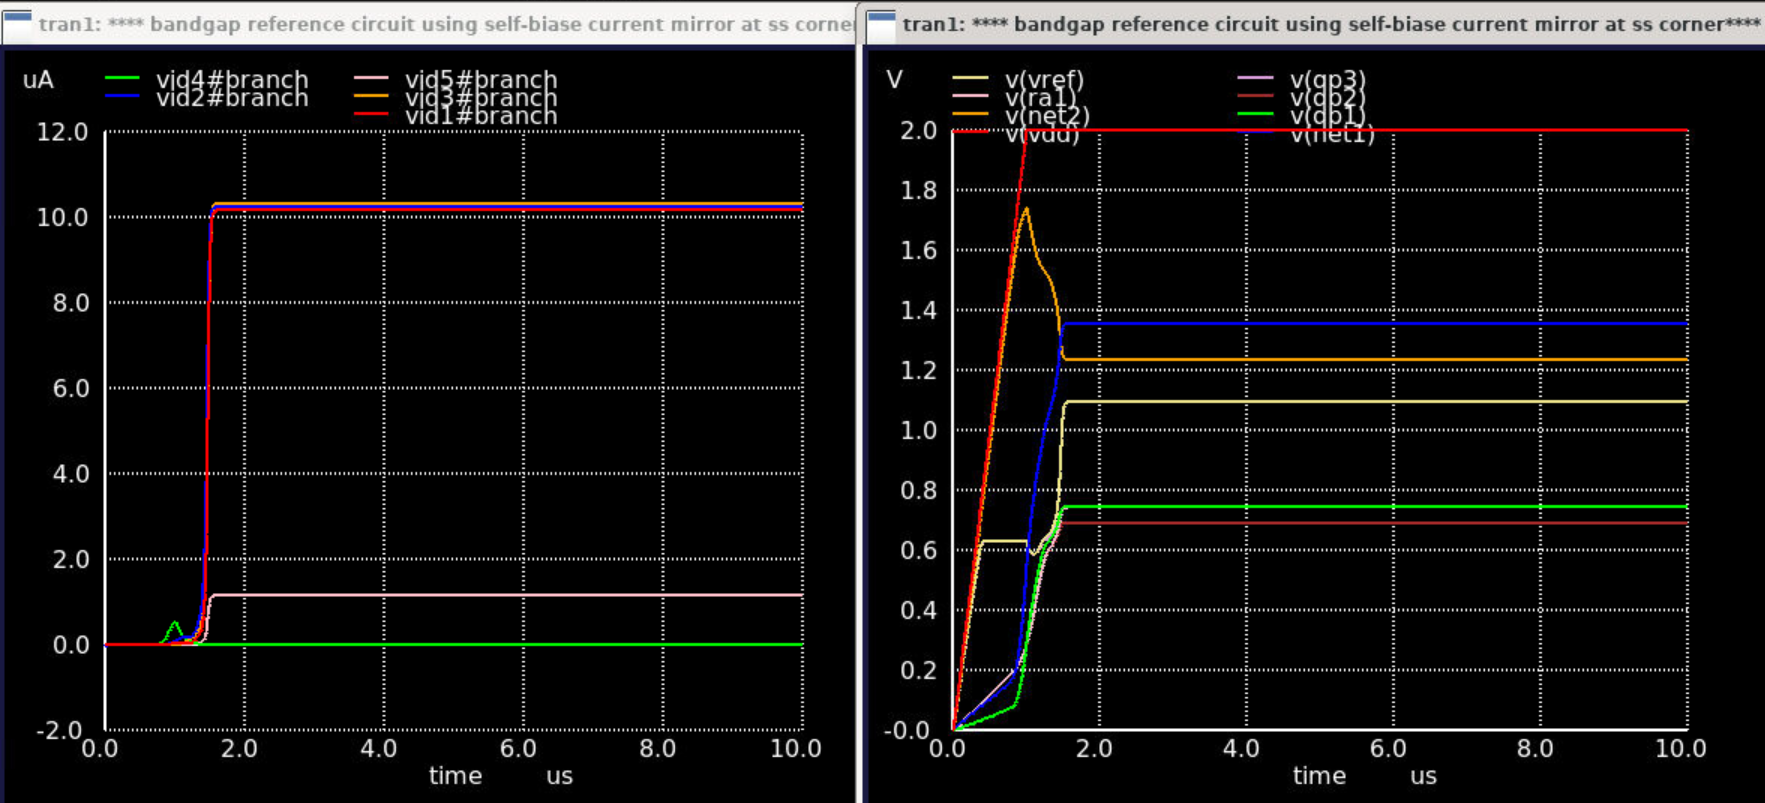 tran1: **** bandgap reference circuit using self-biase current mirror at ss corner
uA
vid4#branch vid5#branch
vid2#branch vid3#branch
vid1#branch
12.0
10.0
8.0
6.0
4.0
2.0
0.0
-2.0
0.0 2.0 4.0 6.0 8.0 10.0
time us
tran1: **** bandgap reference circuit using self-biase current mirror at ss corner****
V
v(vref) v(qp3)
v(ra1) v(qp2)
v(net2) v(qp1)
v(vdd) v(net1)
2.0
1.8
1.6
1.4
1.2
1.0
0.8
0.6
0.4
0.2
-0.0
0.0 2.0 4.0 6.0 8.0 10.0
time us